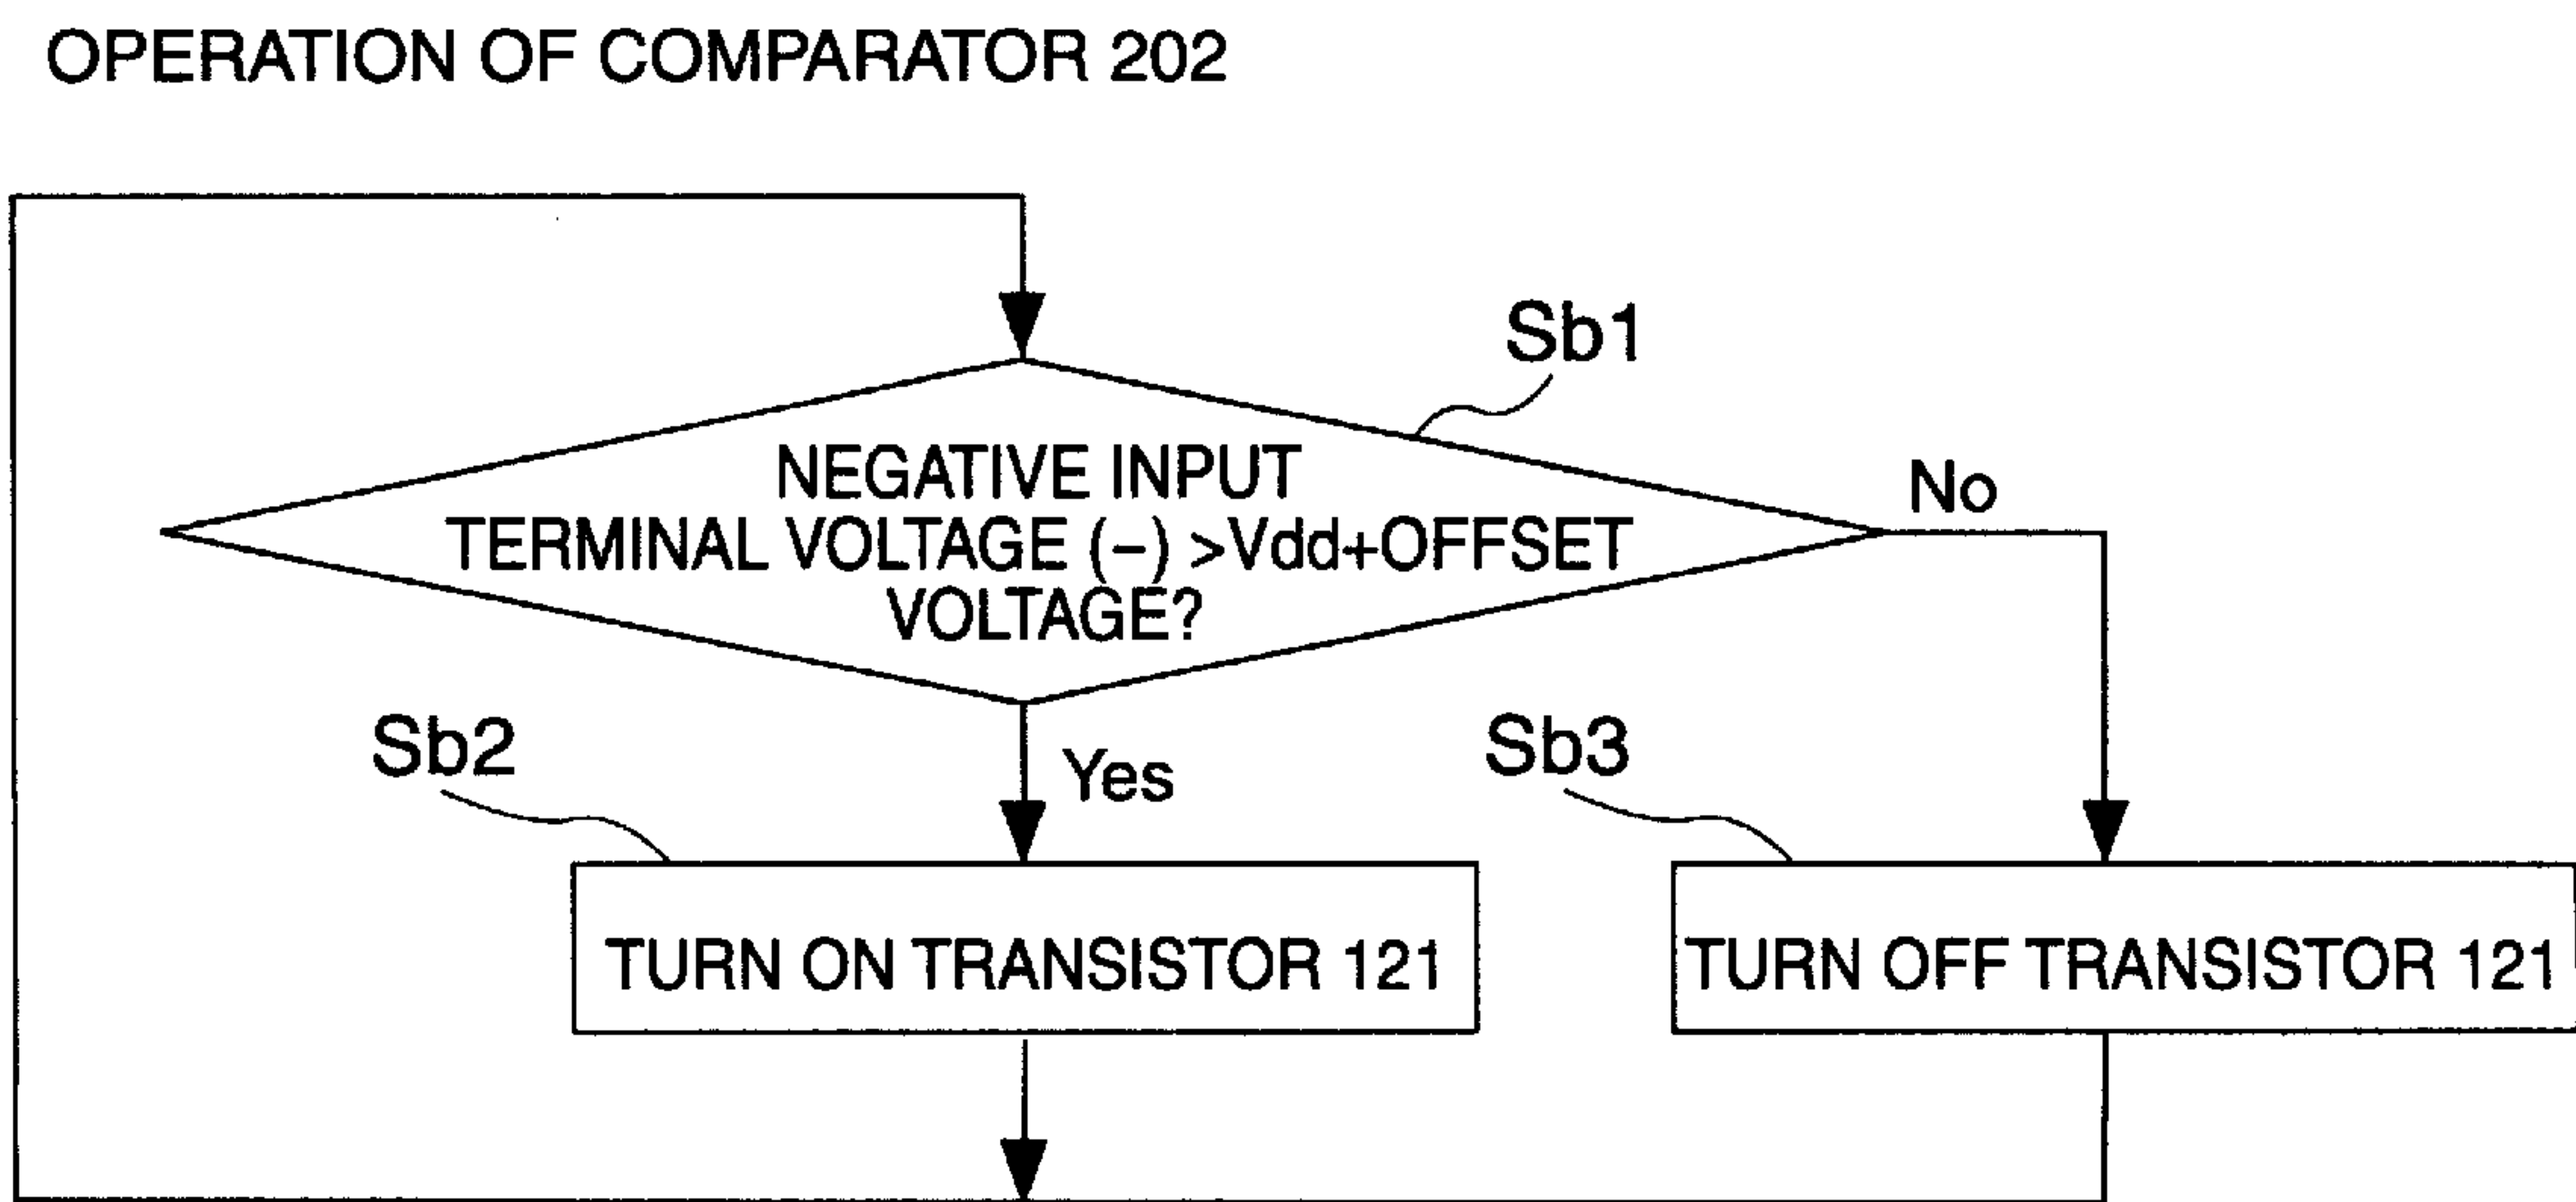 OPERATION OF COMPARATOR 202
Sb1
NEGATIVE INPUT
TERMINAL VOLTAGE (−) >Vdd+OFFSET
VOLTAGE?
No
Sb2
Yes
Sb3
TURN ON TRANSISTOR 121
TURN OFF TRANSISTOR 121